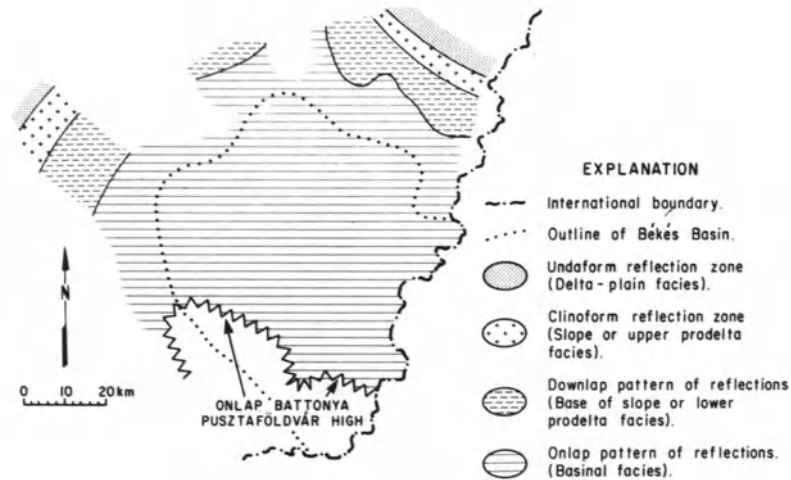 EXPLANATION
International boundary.
Outline of Békés Basin.
Undaform reflection zone
(Delta-plain facies).
Clinoform reflection zone
(Slope or upper prodelta
facies).
Downlap pattern of reflections
(Base of slope or lower
prodelta facies).
Onlap pattern of reflections.
(Basinal facies).
N
0 10 20km
ONLAP BATTONYA
PUSZTAFÖLDVÁR HIGH